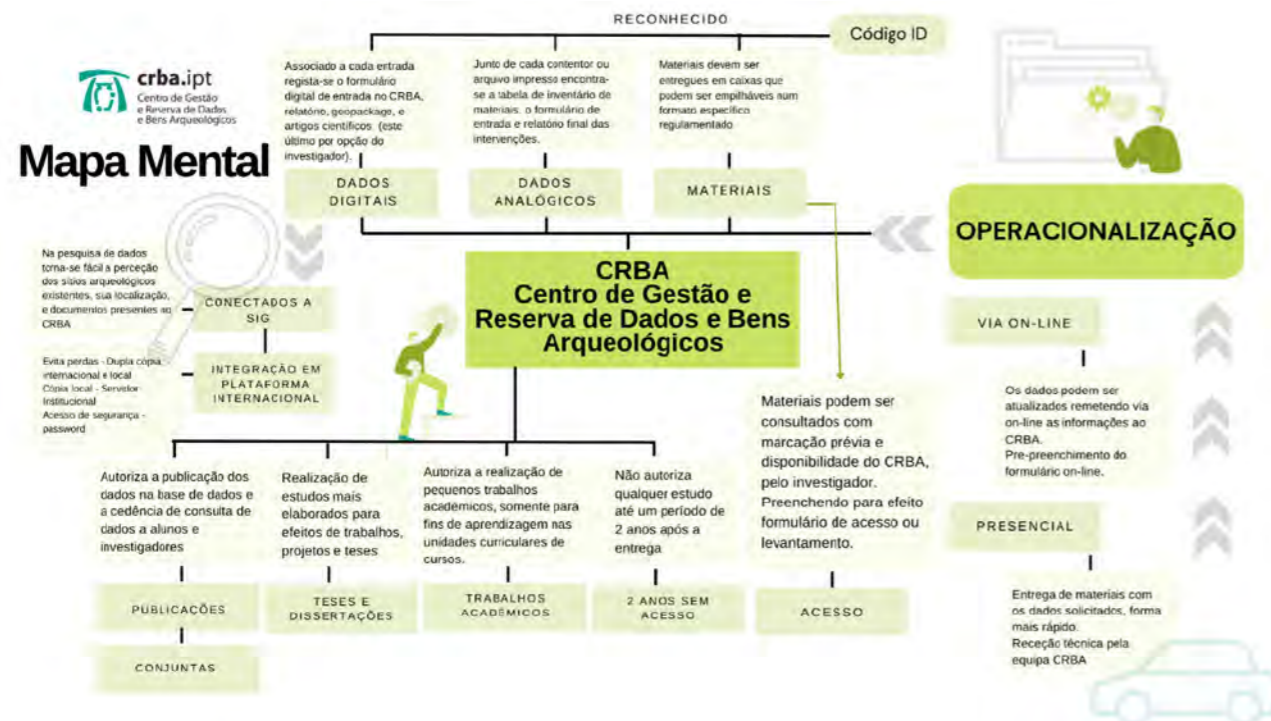 RECONHECIDO
Código ID
crba.ipt
Centro de Gestão
e Reserva de Dados
e Bens Arqueológicos
Mapa Mental
Associado a cada entrada
regista-se o formulário
digital de entrada no CRBA,
relatório, geopackage, e
artigos científicos. (este
último por opção do
investigador).
Junto de cada contentor ou
arquivo impresso encontra-
se a tabela de inventário de
materiais, o formulário de
entrada e relatório final das
intervenções.
Materiais devem ser
entregues em caixas que
podem ser empilháveis num
formato específico
regulamentado
DADOS
DIGITAIS
DADOS
ANALÓGICOS
MATERIAIS
OPERACIONALIZAÇÃO
CRBA
Centro de Gestão e
Reserva de Dados e Bens
Arqueológicos
Na pesquisa de dados
torna-se fácil a perceção
dos sítios arqueológicos
existentes, sua localização,
e documentos presentes no
CRBA
CONECTADOS A
SIG
Evita perdas - Dupla cópia -
internacional e local
Cópia local - Servidor
Institucional
Acesso de segurança -
password
INTEGRAÇÃO EM
PLATAFORMA
INTERNACIONAL
VIA ON-LINE
Os dados podem ser
atualizados remetendo via
on-line as informações ao
CRBA.
Pre-preenchimento do
formulário on-line.
PRESENCIAL
Entrega de materiais com
os dados solicitados, forma
mais rápido.
Receção técnica pela
equipa CRBA
Autoriza a publicação dos
dados na base de dados e
a cedência de consulta de
dados a alunos e
investigadores
Realização de
estudos mais
elaborados para
efeitos de trabalhos,
projetos e teses
Autoriza a realização de
pequenos trabalhos
académicos, somente para
fins de aprendizagem nas
unidades curriculares de
cursos.
Não autoriza
qualquer estudo
até um período de
2 anos após a
entrega
Materiais podem ser
consultados com
marcação prévia e
disponibilidade do CRBA,
pelo investigador.
Preenchendo para efeito
formulário de acesso ou
levantamento.
PUBLICAÇÕES
CONJUNTAS
TESES E
DISSERTAÇÕES
TRABALHOS
ACADÉMICOS
2 ANOS SEM
ACESSO
ACESSO